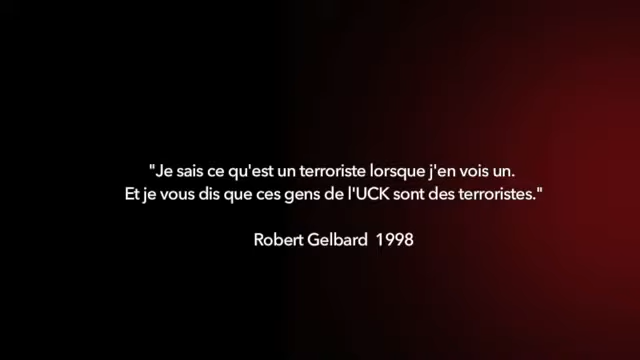 "Je sais ce qu'est un terroriste lorsque j'en vois un.
Et je vous dis que ces gens de l'UCK sont des terroristes."
Robert Gelbard 1998